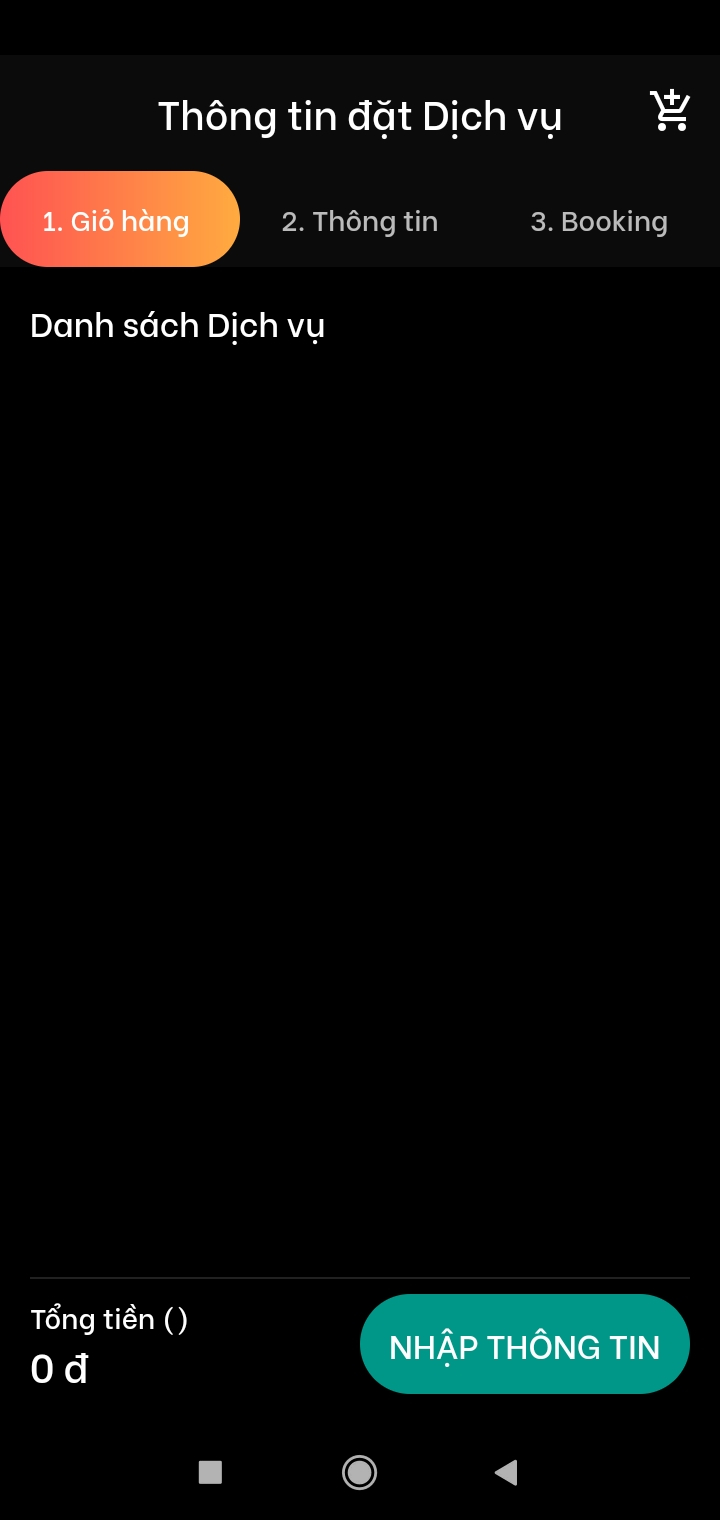 Thông tin đặt Dịch vụ
1. Giỏ hàng
2. Thông tin
3. Booking
Danh sách Dịch vụ
Tổng tiền ( )
0 đ
NHẬP THÔNG TIN